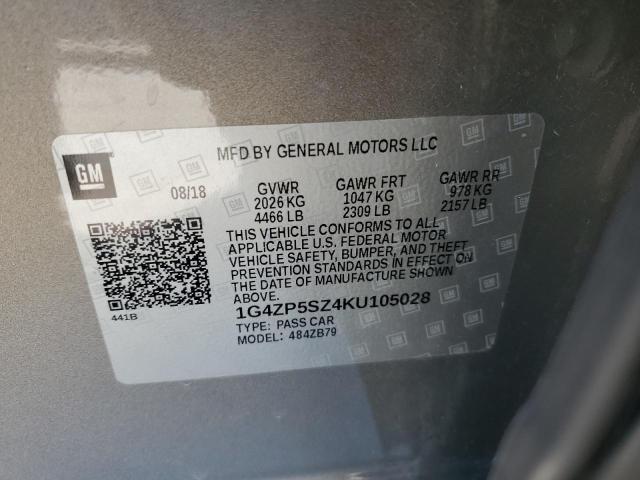 GM
MFD BY GENERAL MOTORS LLC
08/18 GVWR GAWR FRT GAWR RR
2026 KG 1047 KG 978 KG
4466 LB 2309 LB 2157 LB
THIS VEHICLE CONFORMS TO ALL
APPLICABLE U.S. FEDERAL MOTOR
VEHICLE SAFETY, BUMPER, AND THEFT
PREVENTION STANDARDS IN EFFECT ON
THE DATE OF MANUFACTURE SHOWN
ABOVE.
1G4ZP5SZ4KU105028
441B
TYPE: PASS CAR
MODEL: 484ZB79